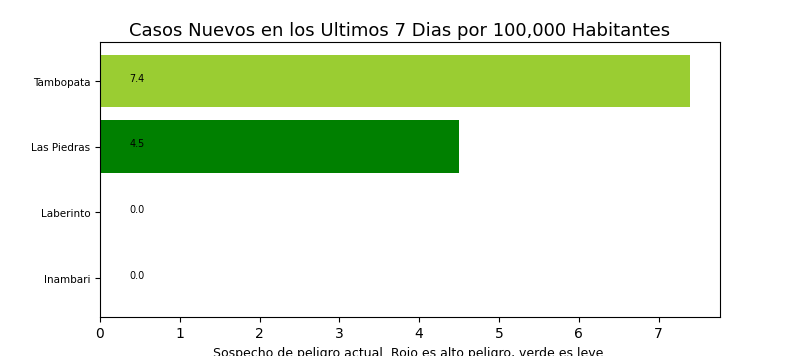 Casos Nuevos en los Ultimos 7 Dias por 100,000 Habitantes
Tambopata
7.4
Las Piedras
4.5
Laberinto
0.0
Inambari
0.0
0 1 2 3 4 5 6 7
Sospecho de peligro actual. Rojo es alto peligro, verde es leve